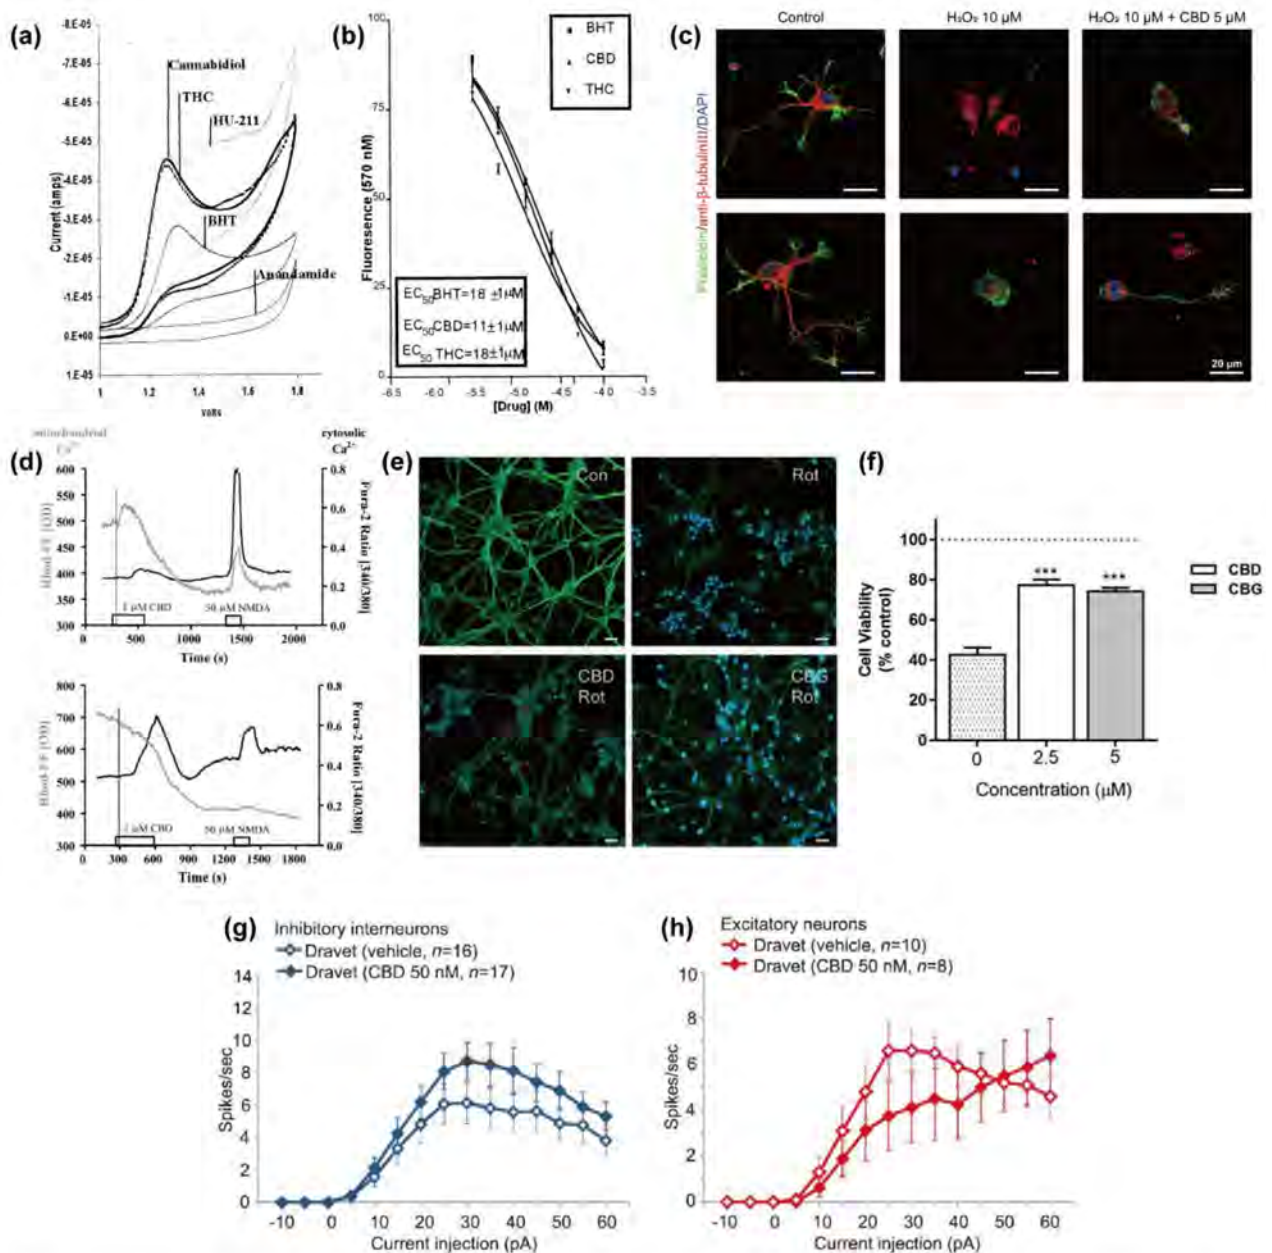 (a)
-8.E-05
-7.E-05
-6.E-05
-5.E-05
-4.E-05
-3.E-05
-2.E-05
-1.E-05
0.E+00
1.E-05
Current (amps)
Cannabidiol
THC
HU-211
BHT
Anandamide
1 1.2 1.4 1.6 1.8
volts
(b)
100
75
50
25
0
Fluoresence (570 nM)
BHT
CBD
THC
EC50BHT=18 ±1μM
EC50CBD=11±1μM
EC50 THC=18±1μM
-6.5 -6.0 -5.5 -5.0 -4.5 -4.0 -3.5
[Drug] (M)
(c)
Control H₂O₂ 10 μM H₂O₂ 10 μM + CBD 5 μM
/anti-β-tubulinIII/DAPI
20 μm
(d)
mitochondrial Ca²⁺
cytosolic Ca²⁺
600
550
500
450
400
350
300
0.8
0.6
0.4
0.2
0.0
Fura-2 Ratio [340/380]
1 μM CBD 50 μM NMDA
0 500 1000 1500 2000
Time (s)
800
700
600
500
400
300
0.8
0.6
0.4
0.2
0.0
Fura-2 Ratio [340/380]
μM CBD 50 μM NMDA
0 300 600 900 1200 1500 1800
Time (s)
(e)
Con
Rot
CBD
Rot
CBG
Rot
(f)
100
80
60
40
20
0
Cell Viability
(% control)
*** ***
CBD
CBG
0 2.5 5
Concentration (μM)
(g)
Inhibitory interneurons
Dravet (vehicle, n=16)
Dravet (CBD 50 nM, n=17)
14
12
10
8
6
4
2
0
Spikes/sec
-10 0 10 20 30 40 50 60
Current injection (pA)
(h)
Excitatory neurons
Dravet (vehicle, n=10)
Dravet (CBD 50 nM, n=8)
10
8
6
4
2
0
Spikes/sec
-10 0 10 20 30 40 50 60
Current injection (pA)